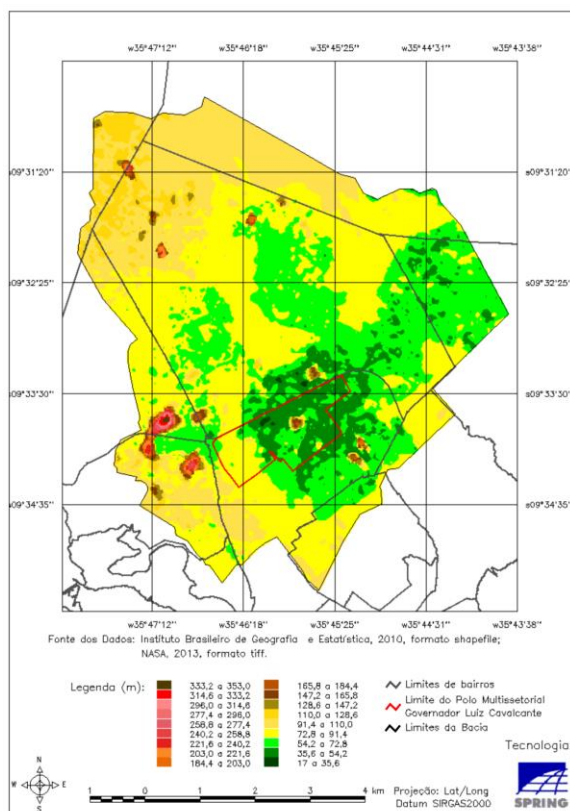 w35°47'12" w35°46'18" w35°45'25" w35°44'31" w35°43'38"
s09°31'20" s09°31'20"
s09°32'25" s09°32'25"
s09°33'30" s09°33'30"
s09°34'35" s09°34'35"
w35°47'12" w35°46'18" w35°45'25" w35°44'31" w35°43'38"
Fonte dos Dados: Instituto Brasileiro de Geografia e Estatística, 2010, formato shapefile;
NASA, 2013, formato tiff.
Legenda (m):
333,2 a 353,0
314,6 a 333,2
296,0 a 314,6
277,4 a 296,0
258,8 a 277,4
240,2 a 258,8
221,6 a 240,2
203,0 a 221,6
184,4 a 203,0
165,8 a 184,4
147,2 a 165,8
128,6 a 147,2
110,0 a 128,6
91,4 a 110,0
72,8 a 91,4
54,2 a 72,8
35,6 a 54,2
17 a 35,6
Limites de bairros
Limite do Polo Multissetorial
Governador Luiz Cavalcante
Limites da Bacia
Tecnologia
N
W E
S
1 0 1 2 3 4 km
Projeção: Lat/Long
Datum SIRGAS2000
SPRING